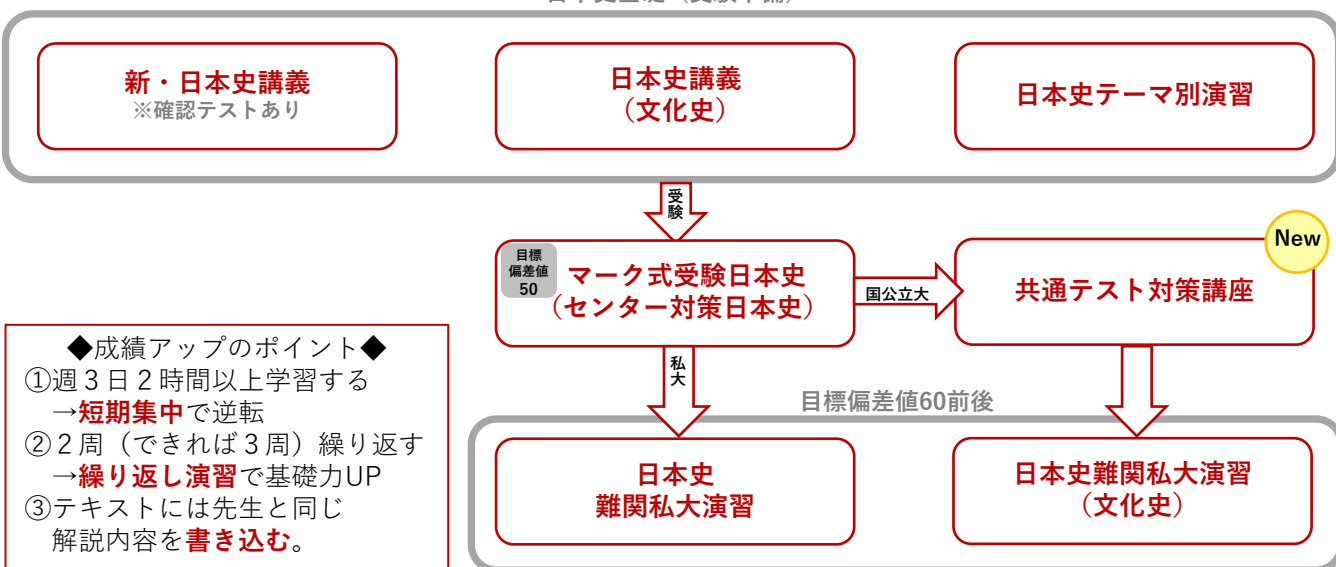 新・日本史講義
※確認テストあり
日本史講義
（文化史）
日本史テーマ別演習
受験
目標
偏差値
50
マーク式受験日本史
（センター対策日本史）
国公立大
New
共通テスト対策講座
私大
◆成績アップのポイント◆
①週３日２時間以上学習する
→短期集中で逆転
②２周（できれば３周）繰り返す
→繰り返し演習で基礎力UP
③テキストには先生と同じ
解説内容を書き込む。
目標偏差値60前後
日本史
難関私大演習
日本史難関私大演習
（文化史）